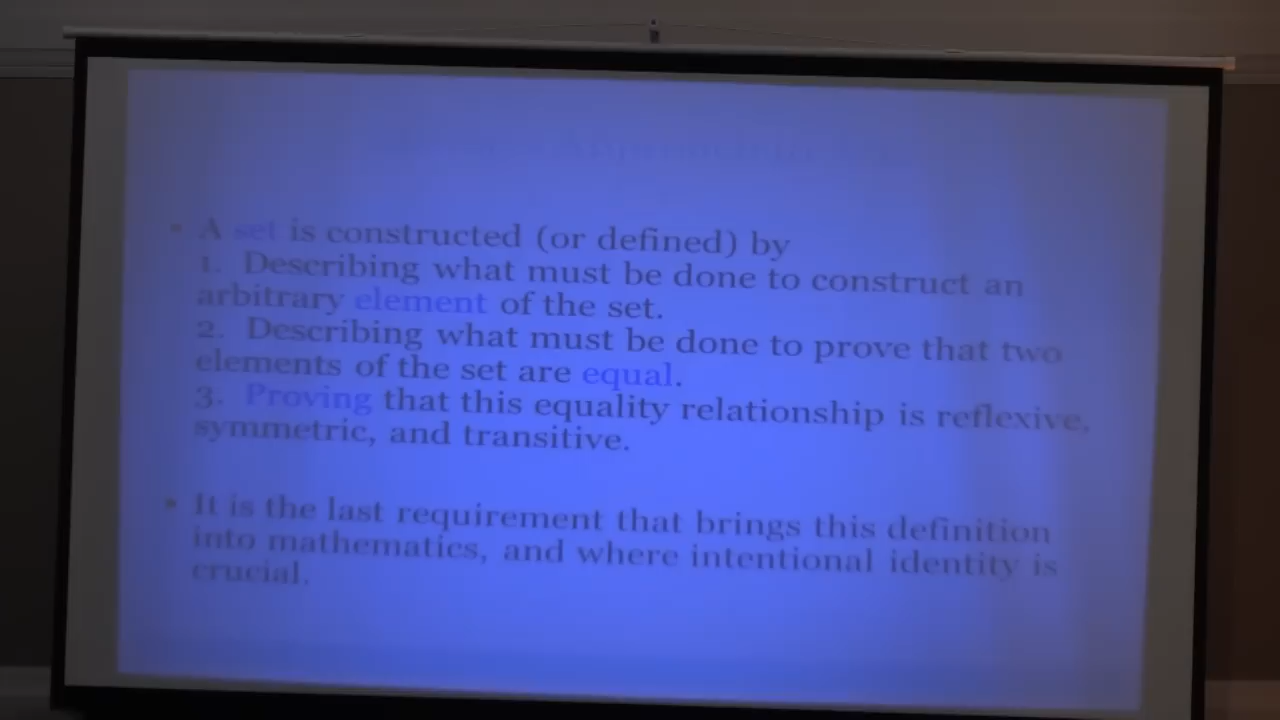 A set is constructed (or defined) by
1. Describing what must be done to construct an
arbitrary element of the set.
2. Describing what must be done to prove that two
elements of the set are equal.
3. Proving that this equality relationship is reflexive,
symmetric, and transitive.
It is the last requirement that brings this definition
into mathematics, and where intentional identity is
crucial.